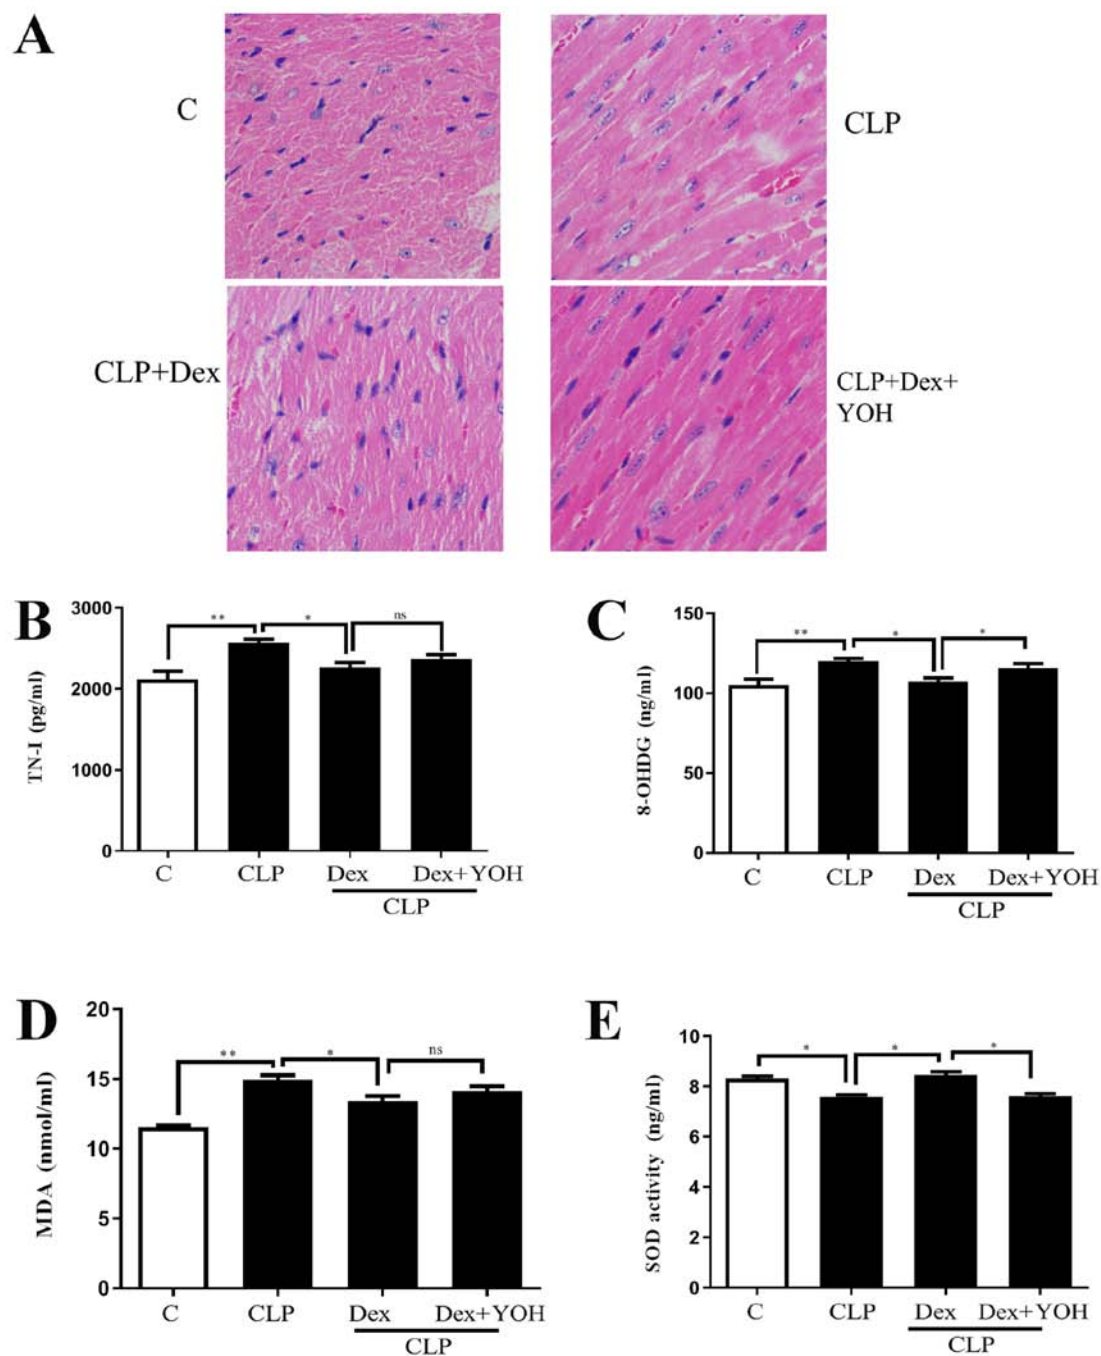 A
C
CLP
CLP+Dex
CLP+Dex+
YOH
B
TN-I (pg/ml)
3000
2000
1000
0
**
*
ns
C
CLP
Dex
Dex+YOH
CLP
C
8-OHDG (ng/ml)
150
100
50
0
**
*
*
C
CLP
Dex
Dex+YOH
CLP
D
MDA (nmol/ml)
20
15
10
5
0
**
*
ns
C
CLP
Dex
Dex+YOH
CLP
E
SOD activity (ng/ml)
10
8
6
4
2
0
*
*
*
C
CLP
Dex
Dex+YOH
CLP